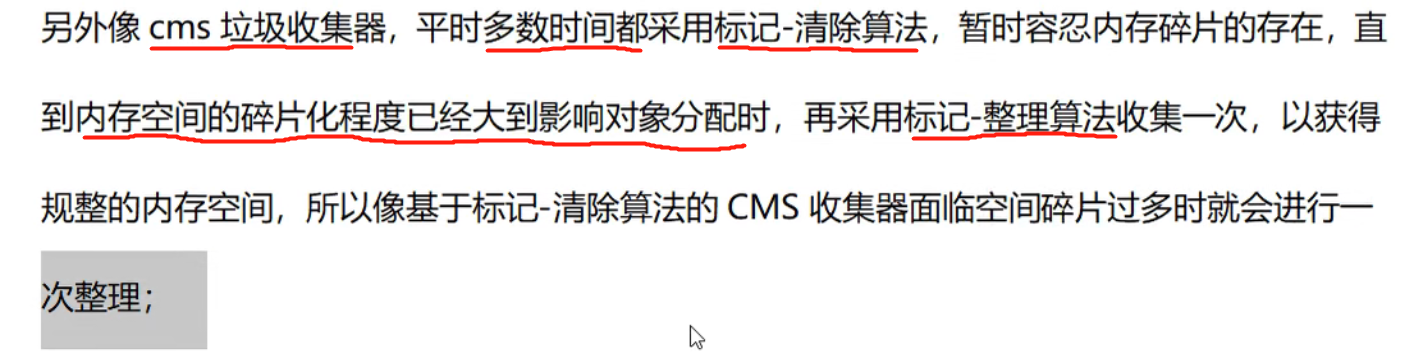 另外像 cms 垃圾收集器，平时多数时间都采用标记-清除算法，暂时容忍内存碎片的存在，直
到内存空间的碎片化程度已经大到影响对象分配时，再采用标记-整理算法收集一次，以获得
规整的内存空间，所以像基于标记-清除算法的 CMS 收集器面临空间碎片过多时就会进行一
次整理；